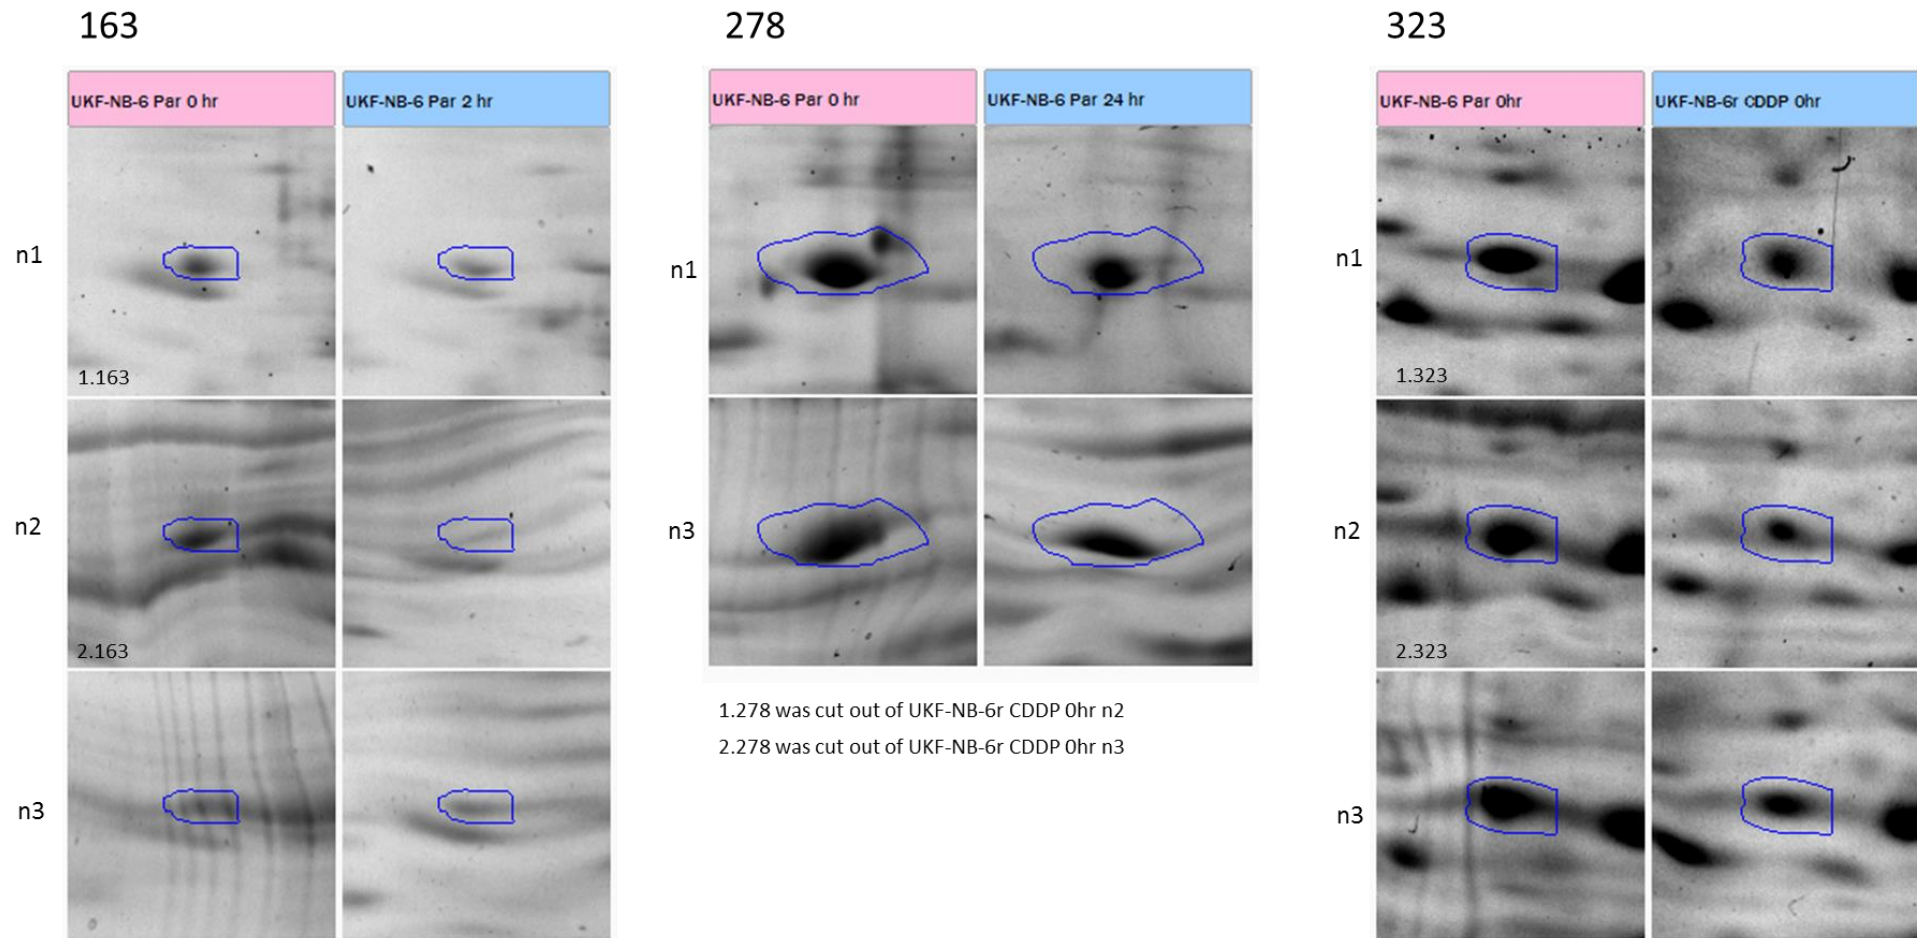 163
278
323
UKF-NB-6 Par 0 hr
UKF-NB-6 Par 2 hr
UKF-NB-6 Par 0 hr
UKF-NB-6 Par 24 hr
UKF-NB-6 Par 0hr
UKF-NB-6r CDDP 0hr
n1
n1
n1
1.163
1.323
n2
n3
n2
2.163
2.323
1.278 was cut out of UKF-NB-6r CDDP 0hr n2
2.278 was cut out of UKF-NB-6r CDDP 0hr n3
n3
n3